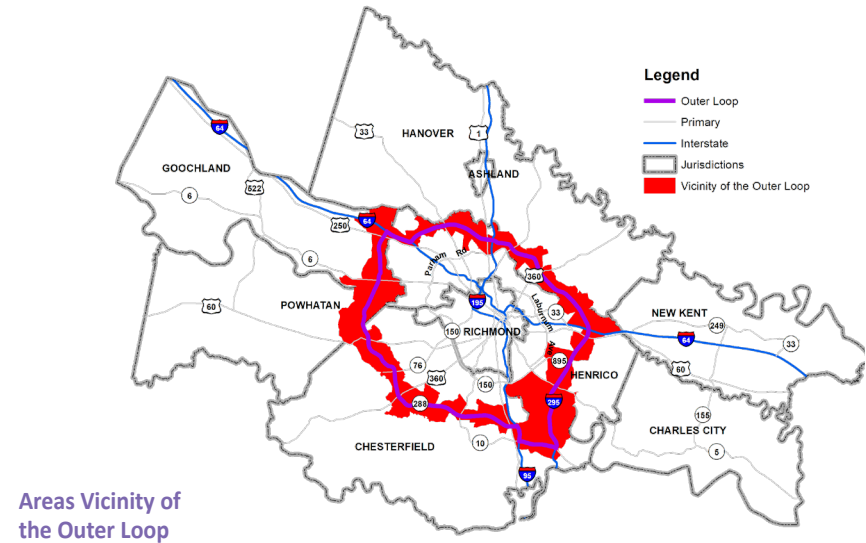 Legend
Outer Loop
Primary
Interstate
Jurisdictions
Vicinity of the Outer Loop
64
33
HANOVER
1
GOOCHLAND
ASHLAND
522
6
64
250
Parham Rd.
6
360
POWHATAN
60
195
Laburnum Ave
33
NEW KENT
249
33
150
RICHMOND
64
76
360
895
60
HENRICO
150
288
295
155
CHARLES CITY
10
5
CHESTERFIELD
95
Areas Vicinity of
the Outer Loop